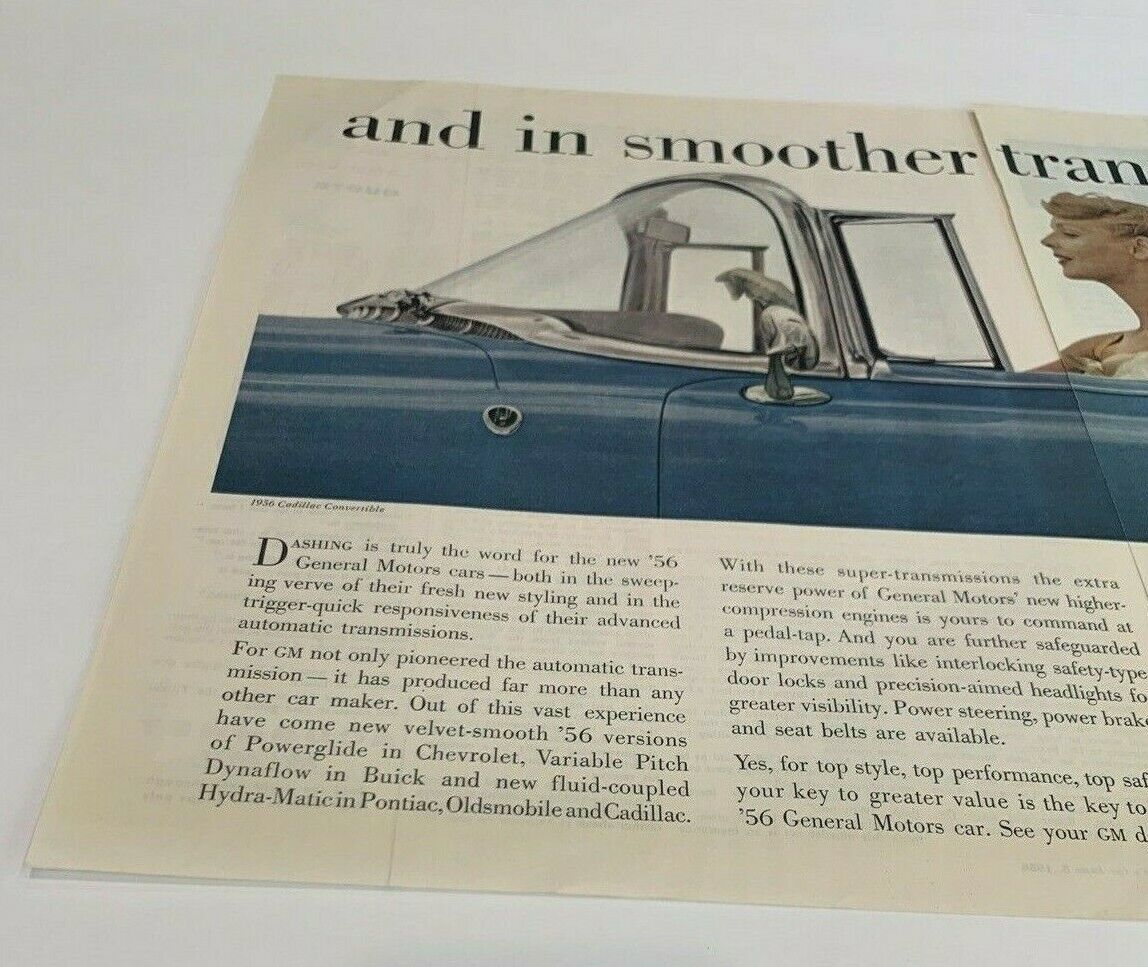 and in smoother tran
1956 Cadillac Convertible
DASHING is truly the word for the new ’56
General Motors cars — both in the sweep-
ing verve of their fresh new styling and in the
trigger-quick responsiveness of their advanced
automatic transmissions.
For GM not only pioneered the automatic trans-
mission — it has produced far more than any
other car maker. Out of this vast experience
have come new velvet-smooth ’56 versions
of Powerglide in Chevrolet, Variable Pitch
Dynaflow in Buick and new fluid-coupled
Hydra-Matic in Pontiac, Oldsmobile and Cadillac.
With these super-transmissions the extra
reserve power of General Motors’ new higher-
compression engines is yours to command at
a pedal-tap. And you are further safeguarded
by improvements like interlocking safety-type
door locks and precision-aimed headlights fo
greater visibility. Power steering, power brak
and seat belts are available.
Yes, for top style, top performance, top saf
your key to greater value is the key to
’56 General Motors car. See your GM d